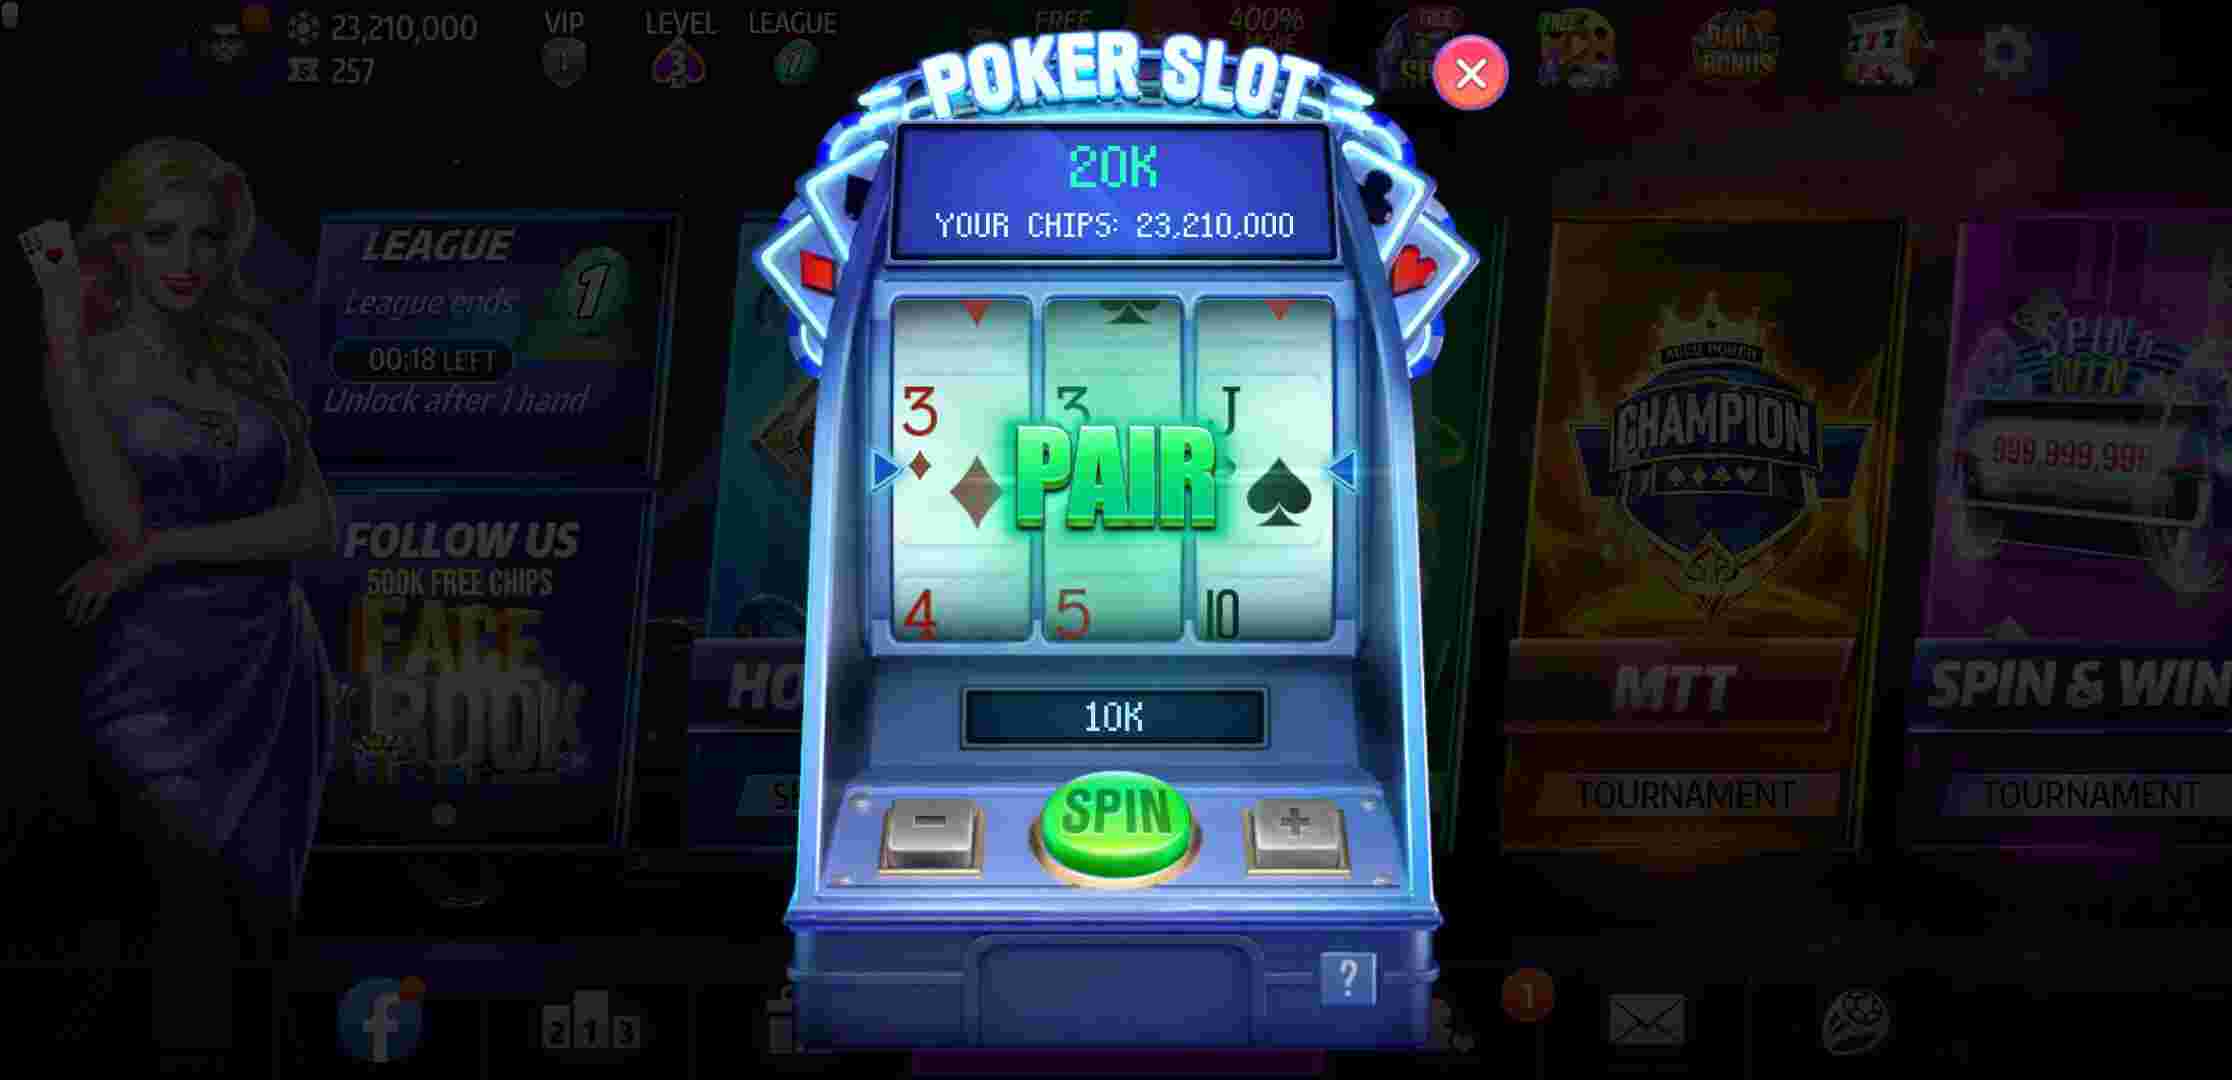 23,210,000
257
VIP
LEVEL
3
LEAGUE
1
FREE
400%
MORE
FREE
DAILY
BONUS
777
POKER SLOT
20K
YOUR CHIPS: 23,210,000
3
3
J
PAIR
4
5
10
10K
SPIN
-
+
?
LEAGUE
League ends
1
00:18 LEFT
Unlock after 1 hand
FOLLOW US
500K FREE CHIPS
FACE
BOOK
HO
CHAMPION
MTT
TOURNAMENT
SPIN &
WIN
999,999,999
SPIN & WIN
TOURNAMENT
f
2 1 3
1